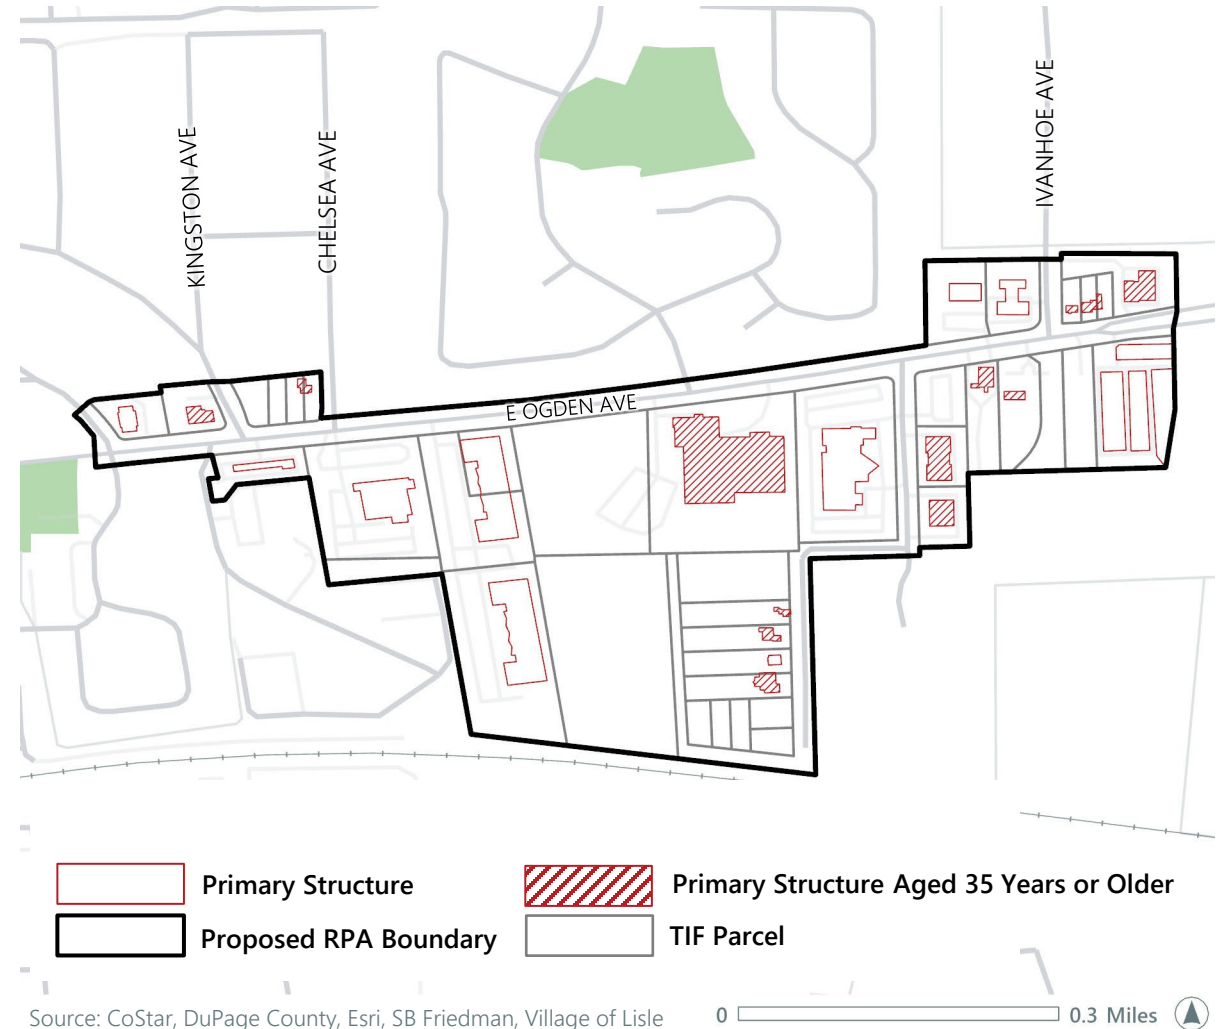 KINGSTON AVE
CHELSEA AVE
IVANHOE AVE
E OGDEN AVE
Primary Structure
Primary Structure Aged 35 Years or Older
Proposed RPA Boundary
TIF Parcel
Source: CoStar, DuPage County, Esri, SB Friedman, Village of Lisle
0
0.3 Miles